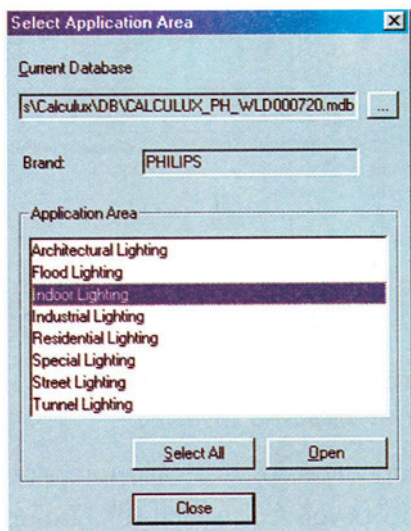 Select Application Area
Current Database
s\Calculux\DB\CALCULUX_PH_WLD000720.mdb ...
Brand: PHILIPS
Application Area
Architectural Lighting
Flood Lighting
Indoor Lighting
Industrial Lighting
Residential Lighting
Special Lighting
Street Lighting
Tunnel Lighting
Select All Open
Close